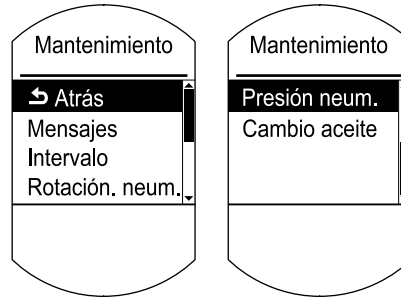 Mantenimiento
Atrás
Mensajes
Intervalo
Rotación. neum.
Mantenimiento
Presión neum.
Cambio aceite